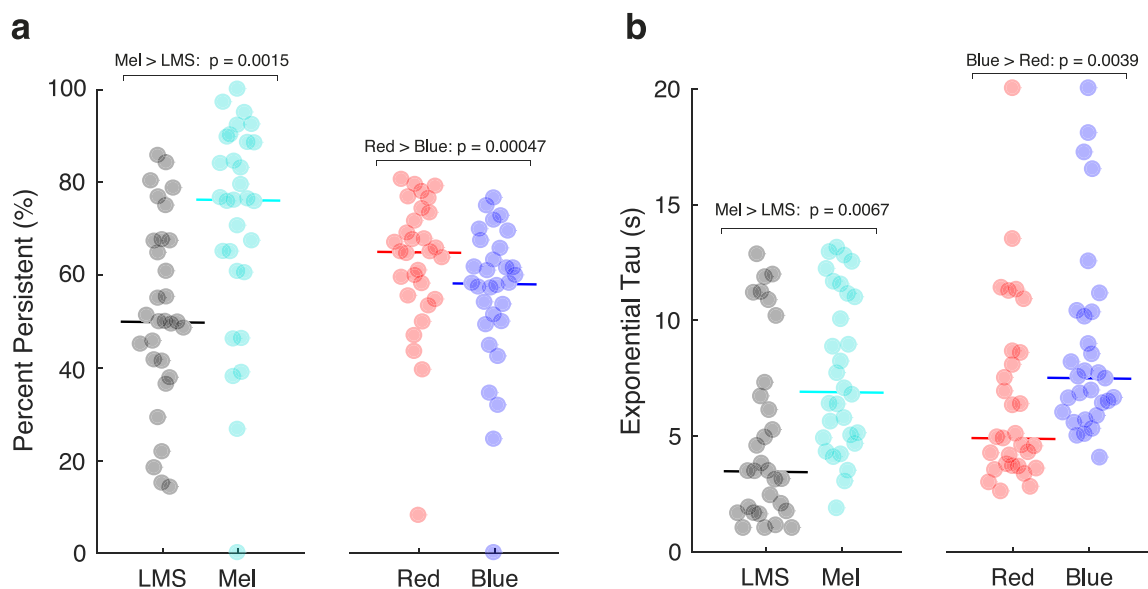 a
Mel > LMS: p = 0.0015
Red > Blue: p = 0.00047
Percent Persistent (%)
100
80
60
40
20
0
LMS
Mel
Red
Blue
b
Blue > Red: p = 0.0039
Mel > LMS: p = 0.0067
Exponential Tau (s)
20
15
10
5
0
LMS
Mel
Red
Blue